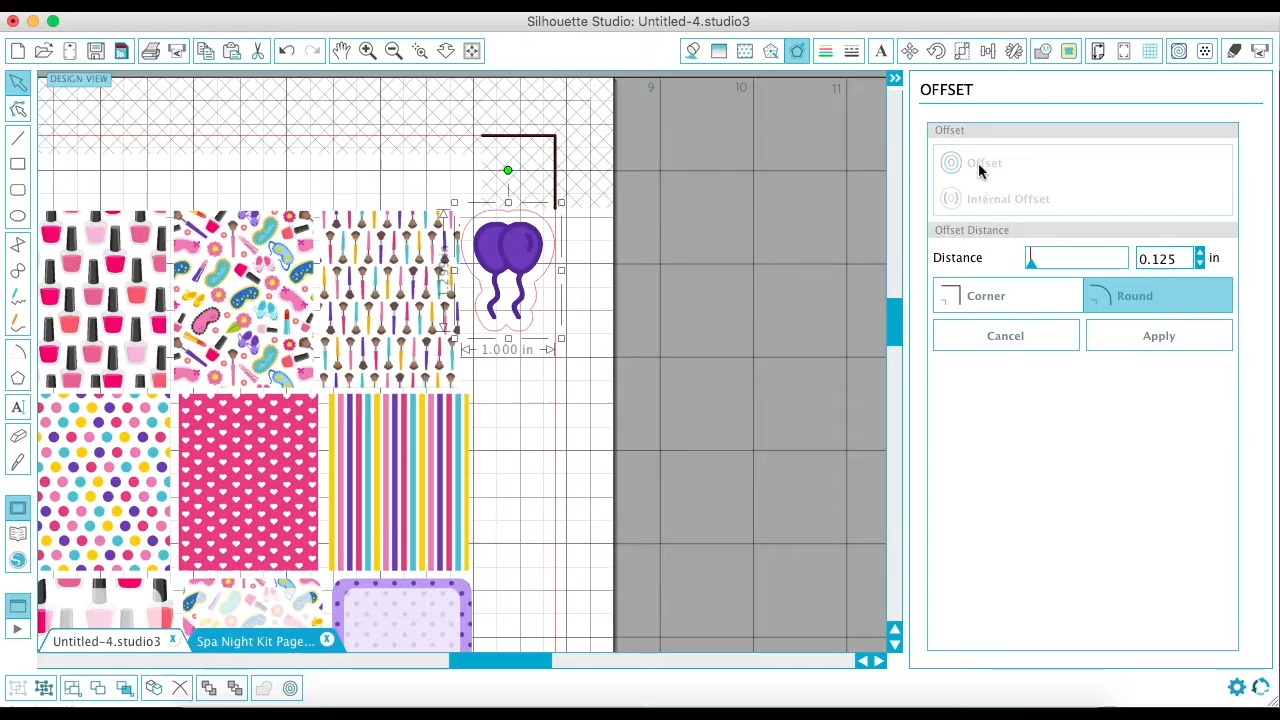 Silhouette Studio: Untitled-4.studio3
A
DESIGN VIEW
9 10 11
OFFSET
Offset
Offset
Internal Offset
Offset Distance
Distance 0.125 in
Corner Round
Cancel Apply
1.000 in
A
Untitled-4.studio3 X Spa Night Kit Page... X